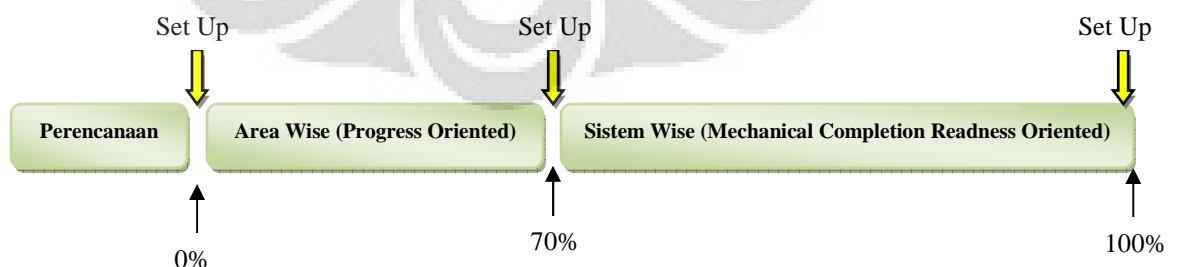 Set Up Set Up Set Up
Perencanaan Area Wise (Progress Oriented) Sistem Wise (Mechanical Completion Readness Oriented)
0% 70% 100%